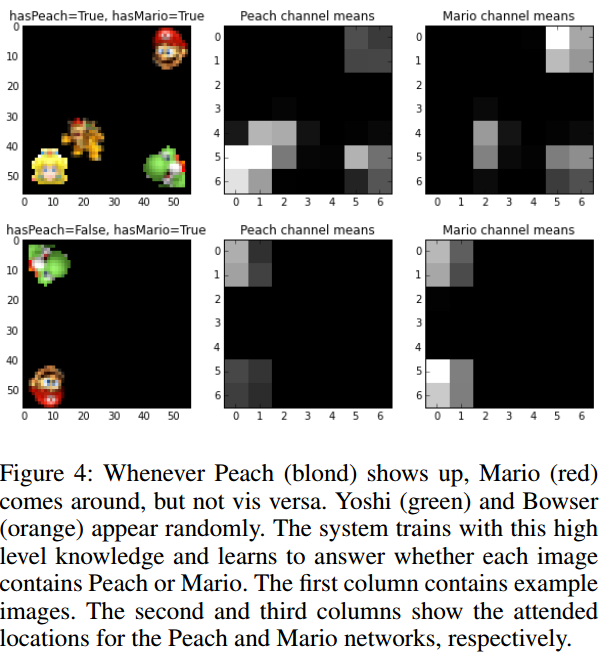 hasPeach=True, hasMario=True Peach channel means Mario channel means
0
10
20
30
40
50
0 10 20 30 40 50
0
1
2
3
4
5
6
0 1 2 3 4 5 6
0
1
2
3
4
5
6
0 1 2 3 4 5 6
hasPeach=False, hasMario=True Peach channel means Mario channel means
0
10
20
30
40
50
0 10 20 30 40 50
0
1
2
3
4
5
6
0 1 2 3 4 5 6
0
1
2
3
4
5
6
0 1 2 3 4 5 6
Figure 4: Whenever Peach (blond) shows up, Mario (red)
comes around, but not vis versa. Yoshi (green) and Bowser
(orange) appear randomly. The system trains with this high
level knowledge and learns to answer whether each image
contains Peach or Mario. The first column contains example
images. The second and third columns show the attended
locations for the Peach and Mario networks, respectively.